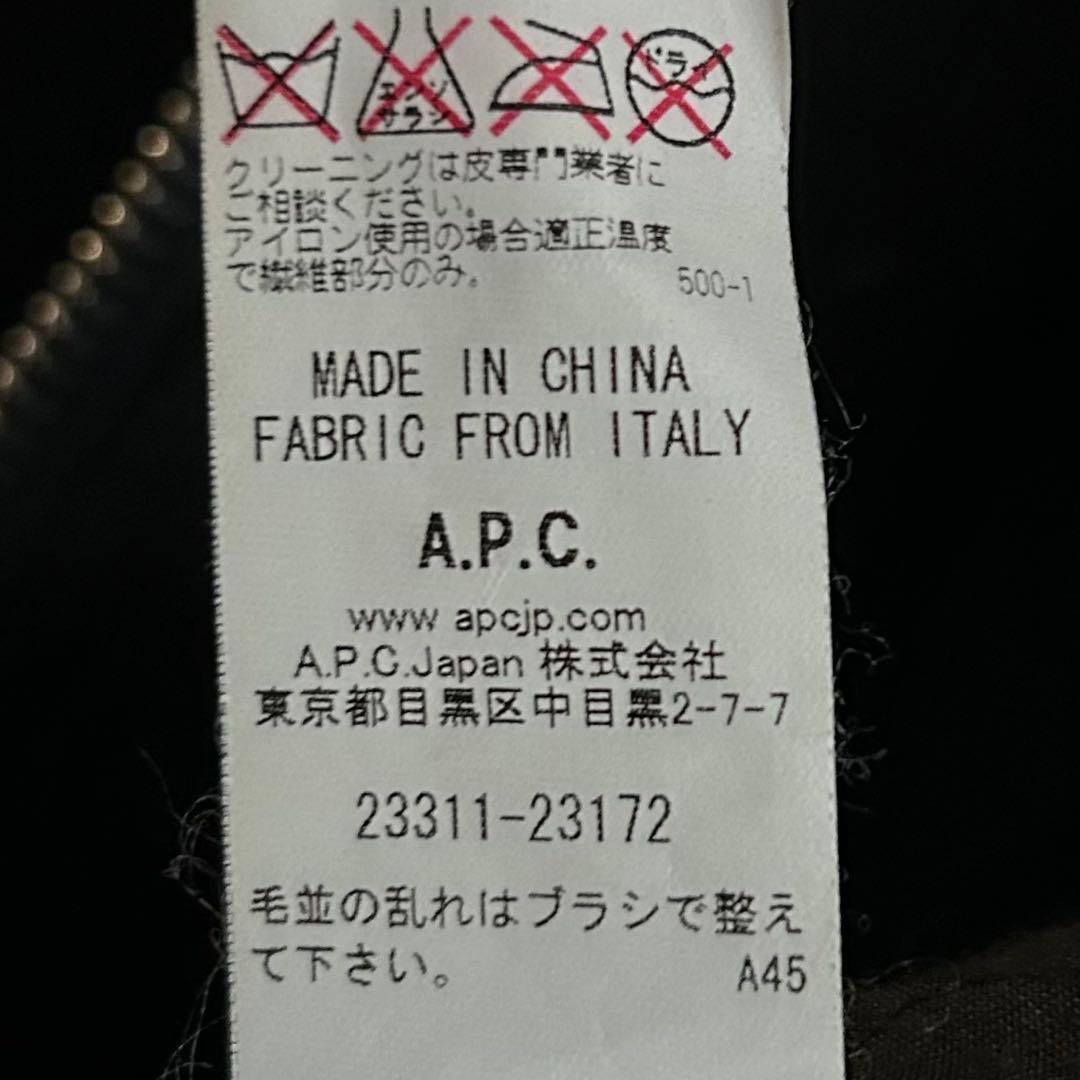 エンソ
サラシ
ドライ
クリーニングは皮専門業者に
ご相談ください。
アイロン使用の場合適正温度
で繊維部分のみ。
500-1
MADE IN CHINA
FABRIC FROM ITALY
A.P.C.
www apcjp.com
A.P.C.Japan 株式会社
東京都目黒区中目黒2-7-7
23311-23172
毛並の乱れはブラシで整え
て下さい。
A45